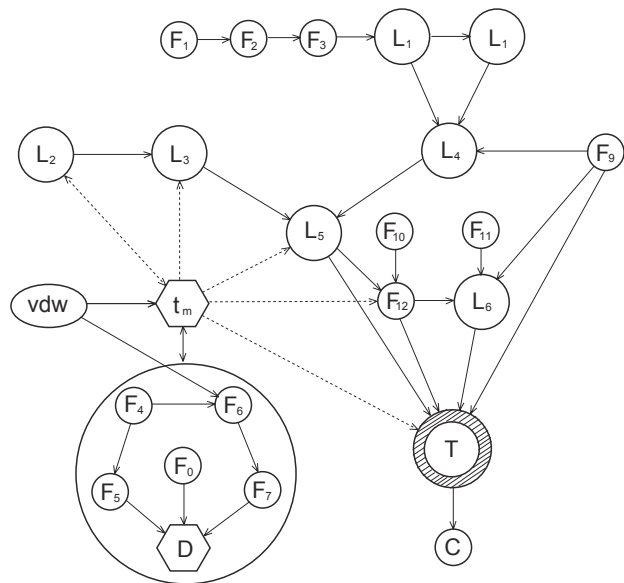 F1 F2 F3 L1 L1
L2 L3 L4 F9
L5 F10 F11
vdw tm F12 L6
F4 F6
F0 T
F5 F7
D C